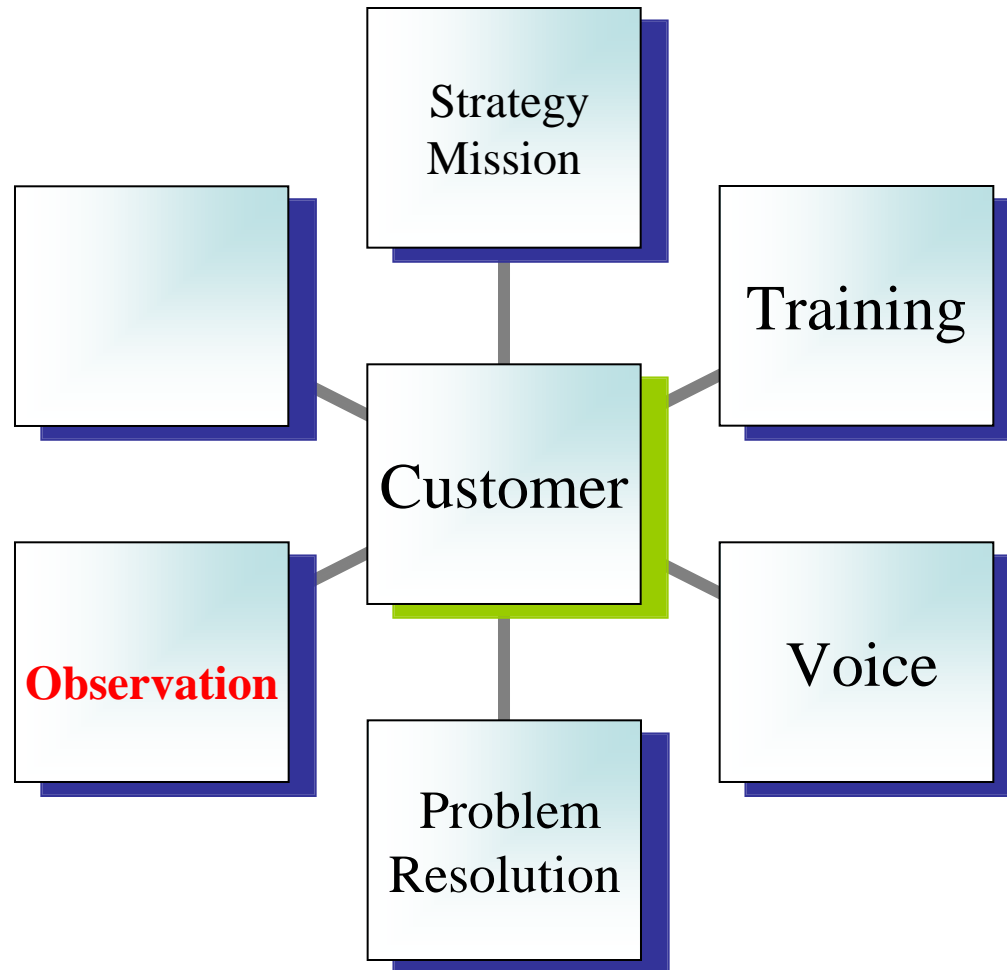 Strategy
Mission
Training
Customer
Voice
Observation
Problem
Resolution